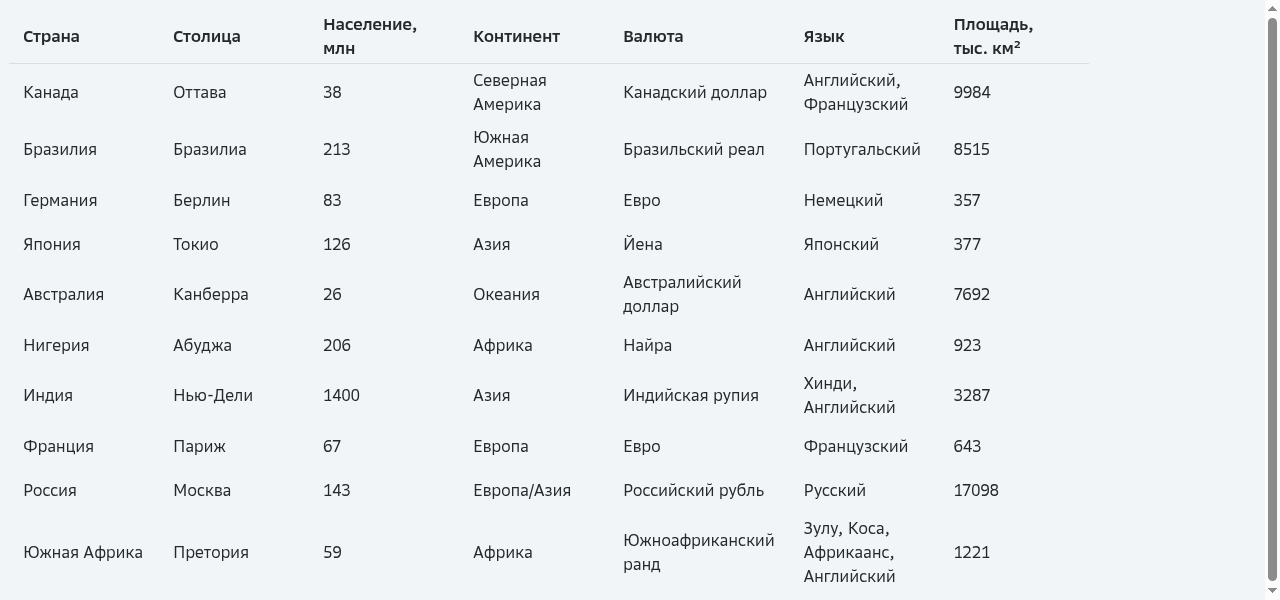 Страна Столица Население, млн Континент Валюта Язык Площадь, тыс. км²
Канада Оттава 38 Северная Америка Канадский доллар Английский, Французский 9984
Бразилия Бразилиа 213 Южная Америка Бразильский реал Португальский 8515
Германия Берлин 83 Европа Евро Немецкий 357
Япония Токио 126 Азия Йена Японский 377
Австралия Канберра 26 Океания Австралийский доллар Английский 7692
Нигерия Абуджа 206 Африка Найра Английский 923
Индия Нью-Дели 1400 Азия Индийская рупия Хинди, Английский 3287
Франция Париж 67 Европа Евро Французский 643
Россия Москва 143 Европа/Азия Российский рубль Русский 17098
Южная Африка Претория 59 Африка Южноафриканский ранд Зулу, Коса, Африкаанс, Английский 1221